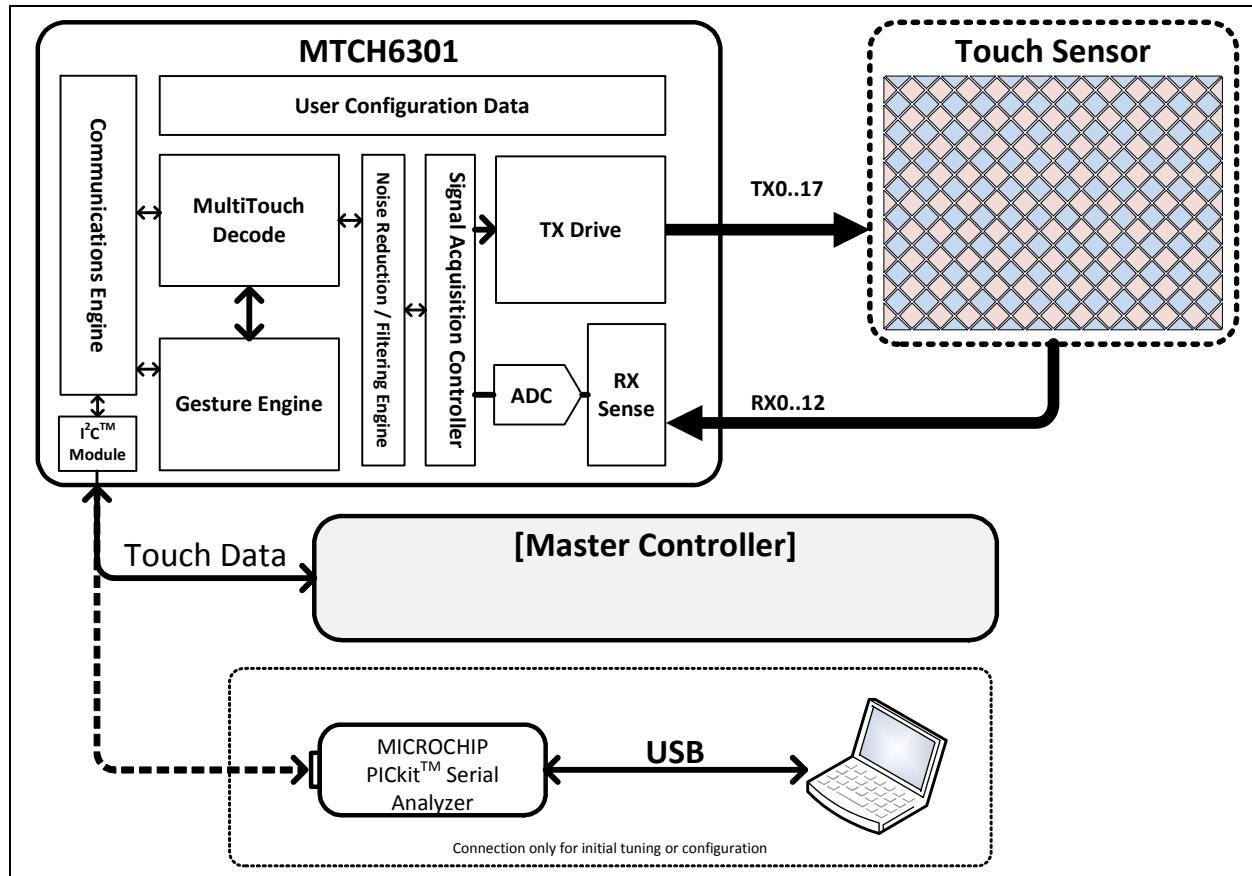 MTCH6301
User Configuration Data
Communications Engine
MultiTouch
Decode
Gesture Engine
I²C™
Module
Noise Reduction / Filtering Engine
Signal Acquisition Controller
TX Drive
ADC
RX
Sense
TX0..17
RX0..12
Touch Sensor
Touch Data
[Master Controller]
MICROCHIP
PICkit™ Serial
Analyzer
USB
Connection only for initial tuning or configuration